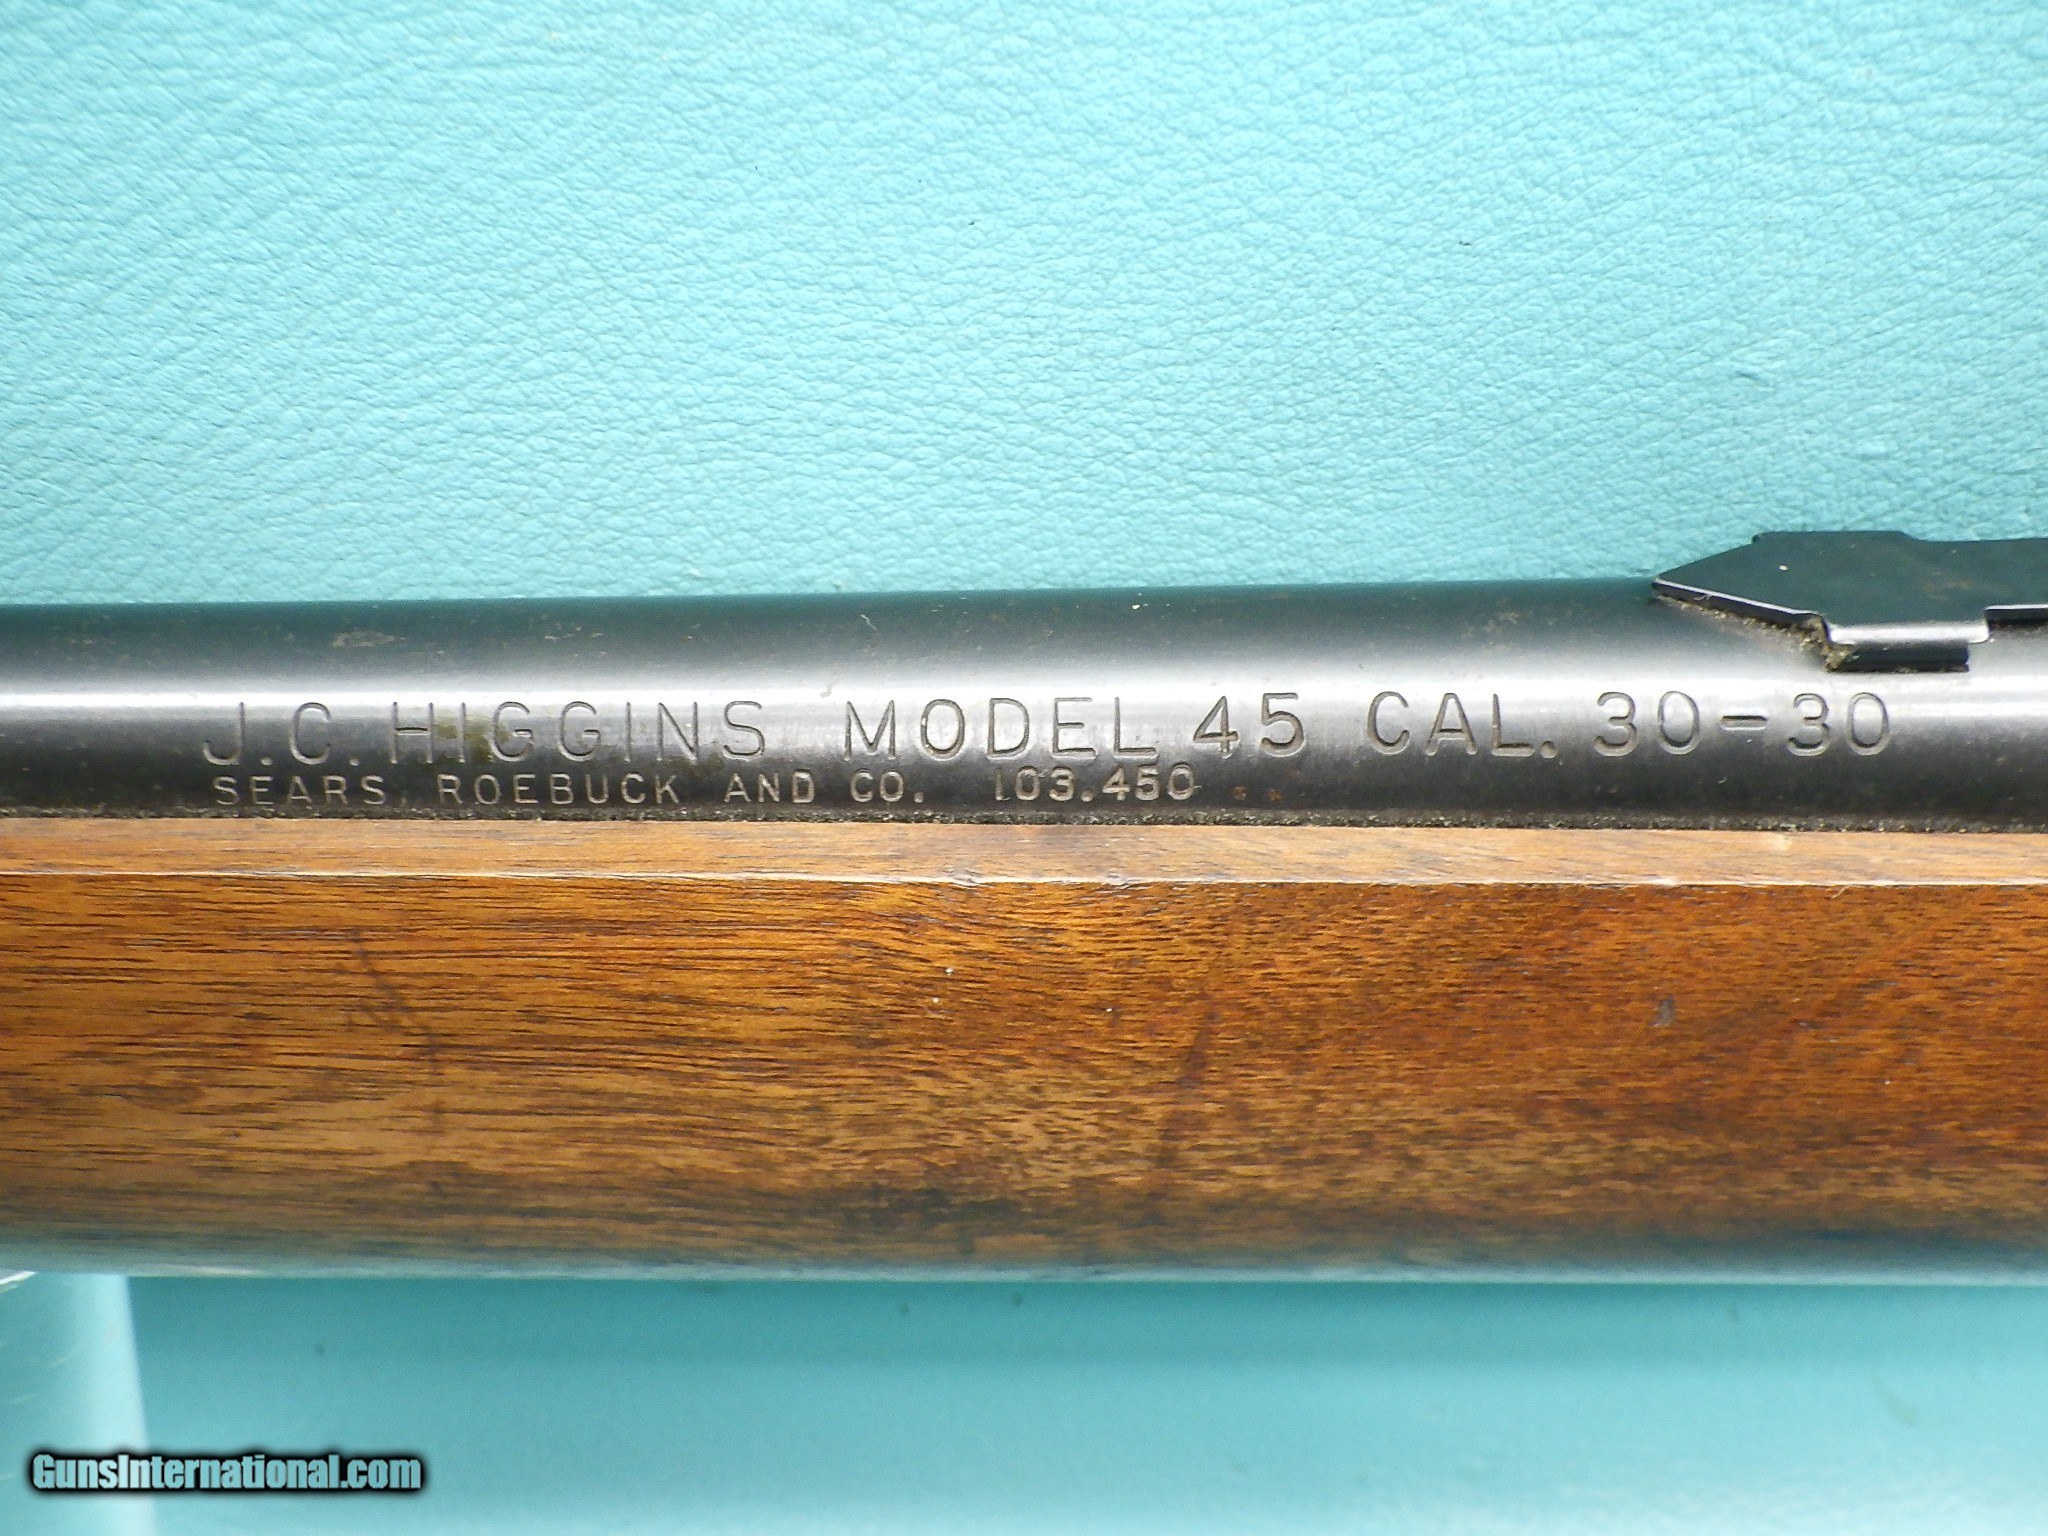 J.C. HIGGINS MODEL 45 CAL. 30-30
SEARS, ROEBUCK AND CO. 103.450
GunsInternational.com